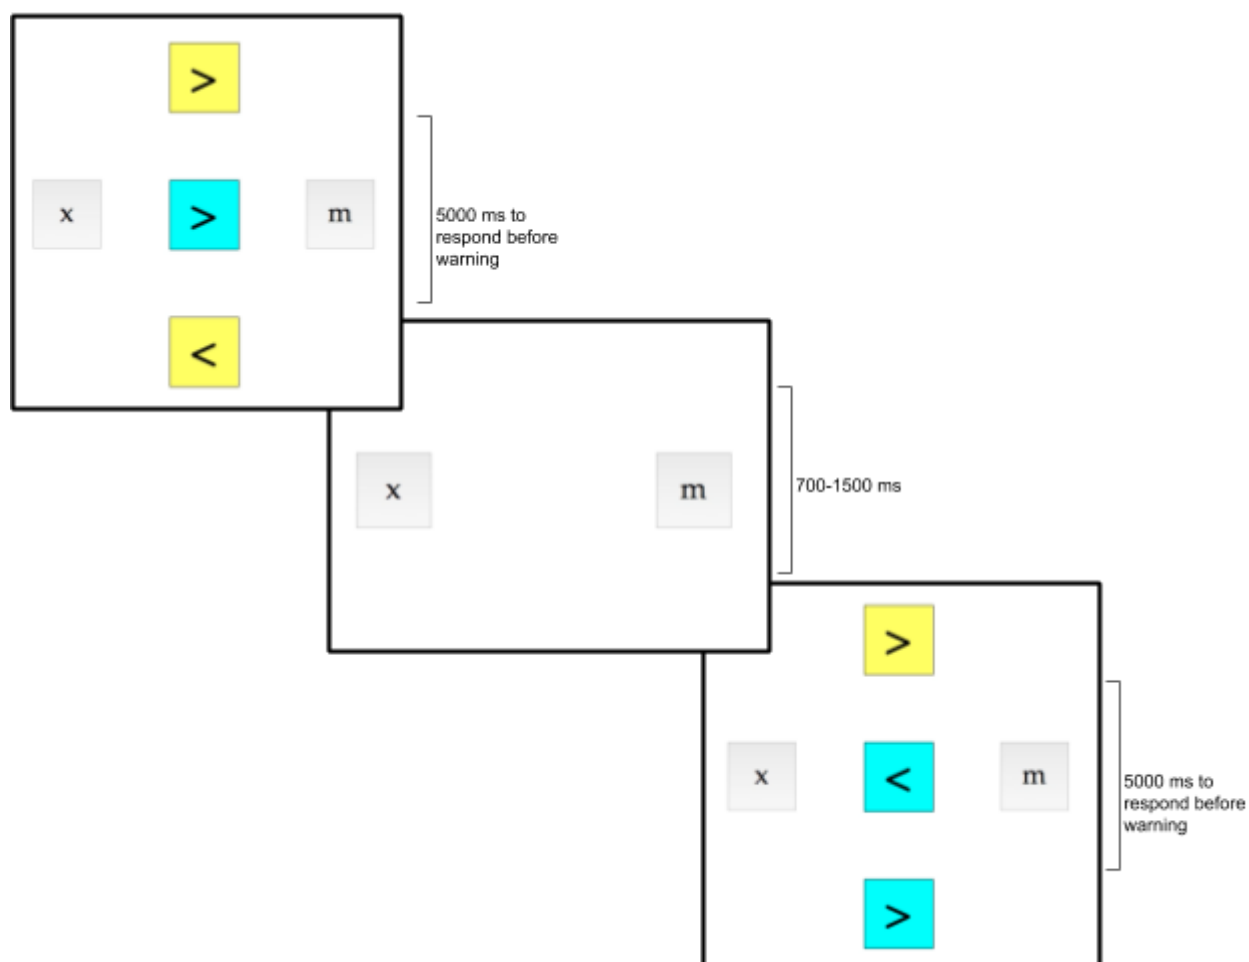 >
x > m
<
5000 ms to
respond before
warning
x m
700-1500 ms
>
x < m
>
5000 ms to
respond before
warning